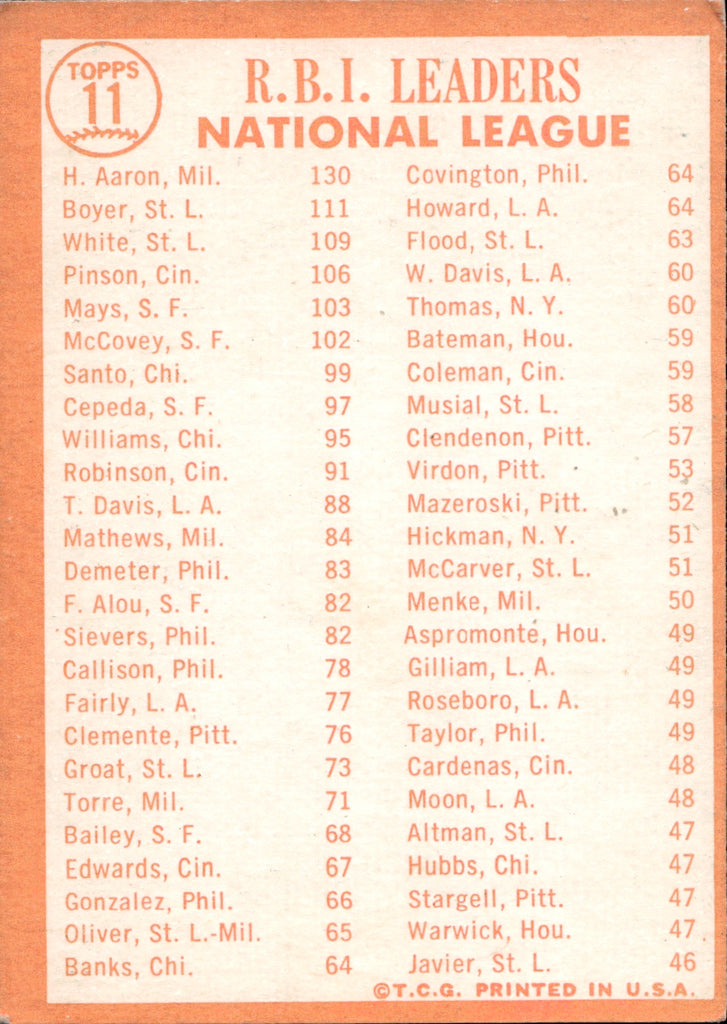 TOPPS
11
R.B.I. LEADERS
NATIONAL LEAGUE
H. Aaron, Mil. 130
Boyer, St. L. 111
White, St. L. 109
Pinson, Cin. 106
Mays, S. F. 103
McCovey, S. F. 102
Santo, Chi. 99
Cepeda, S. F. 97
Williams, Chi. 95
Robinson, Cin. 91
T. Davis, L. A. 88
Mathews, Mil. 84
Demeter, Phil. 83
F. Alou, S. F. 82
Sievers, Phil. 82
Callison, Phil. 78
Fairly, L. A. 77
Clemente, Pitt. 76
Groat, St. L. 73
Torre, Mil. 71
Bailey, S. F. 68
Edwards, Cin. 67
Gonzalez, Phil. 66
Oliver, St. L.-Mil. 65
Banks, Chi. 64
Covington, Phil. 64
Howard, L. A. 64
Flood, St. L. 63
W. Davis, L. A. 60
Thomas, N. Y. 60
Bateman, Hou. 59
Coleman, Cin. 59
Musial, St. L. 58
Clendenon, Pitt. 57
Virdon, Pitt. 53
Mazeroski, Pitt. 52
Hickman, N. Y. 51
McCarver, St. L. 51
Menke, Mil. 50
Aspromonte, Hou. 49
Gilliam, L. A. 49
Roseboro, L. A. 49
Taylor, Phil. 49
Cardenas, Cin. 48
Moon, L. A. 48
Altman, St. L. 47
Hubbs, Chi. 47
Stargell, Pitt. 47
Warwick, Hou. 47
Javier, St. L. 46
©T.C.G. PRINTED IN U.S.A.